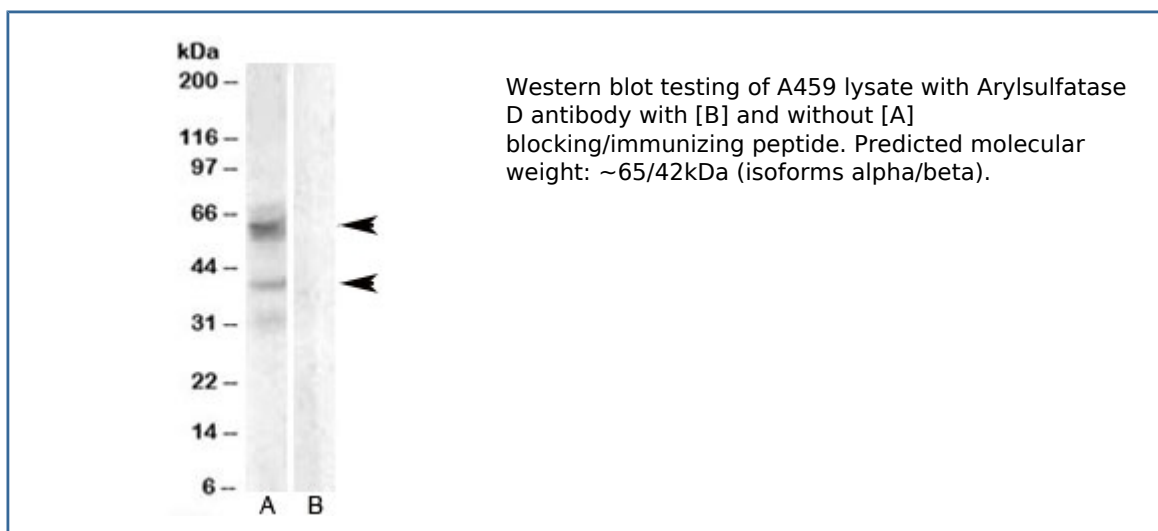 kDa
200 --
116 --
97 --
66 --
44 --
31 --
22 --
14 --
6 --
A B
Western blot testing of A459 lysate with Arylsulfatase
D antibody with [B] and without [A]
blocking/immunizing peptide. Predicted molecular
weight: ~65/42kDa (isoforms alpha/beta).